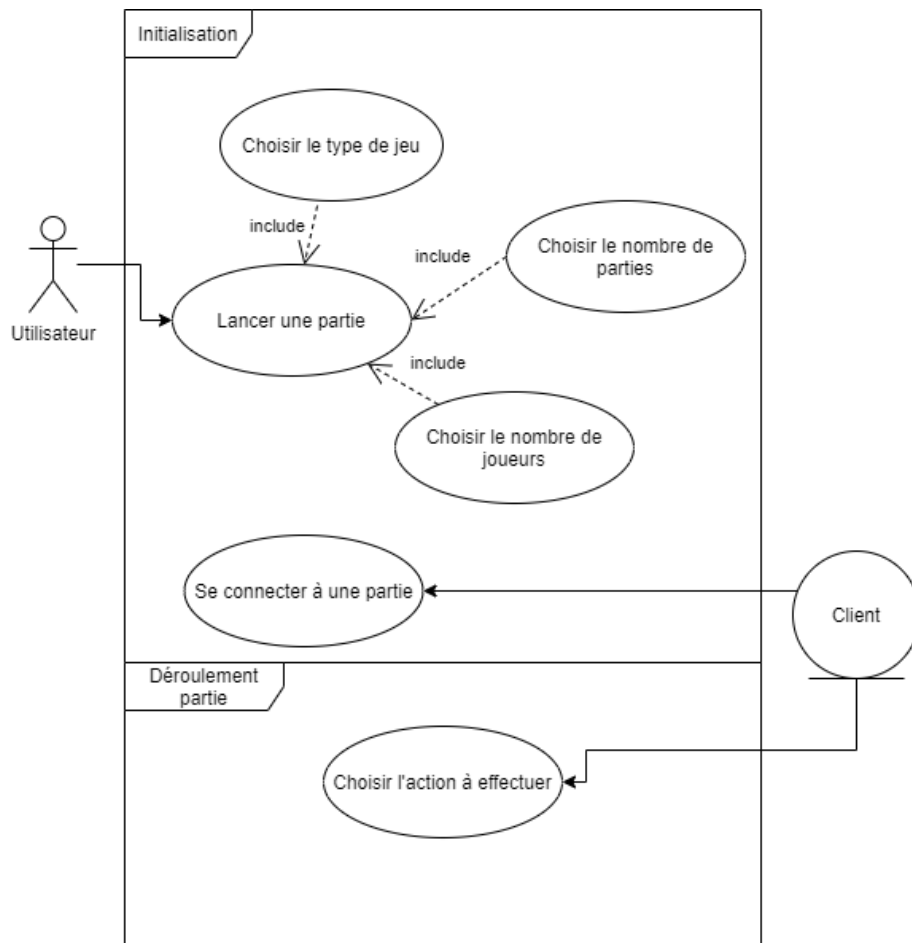 Initialisation
Choisir le type de jeu
include
Choisir le nombre de
parties
include
Utilisateur
Lancer une partie
include
Choisir le nombre de
joueurs
Se connecter à une partie
Client
Déroulement
partie
Choisir l'action à effectuer